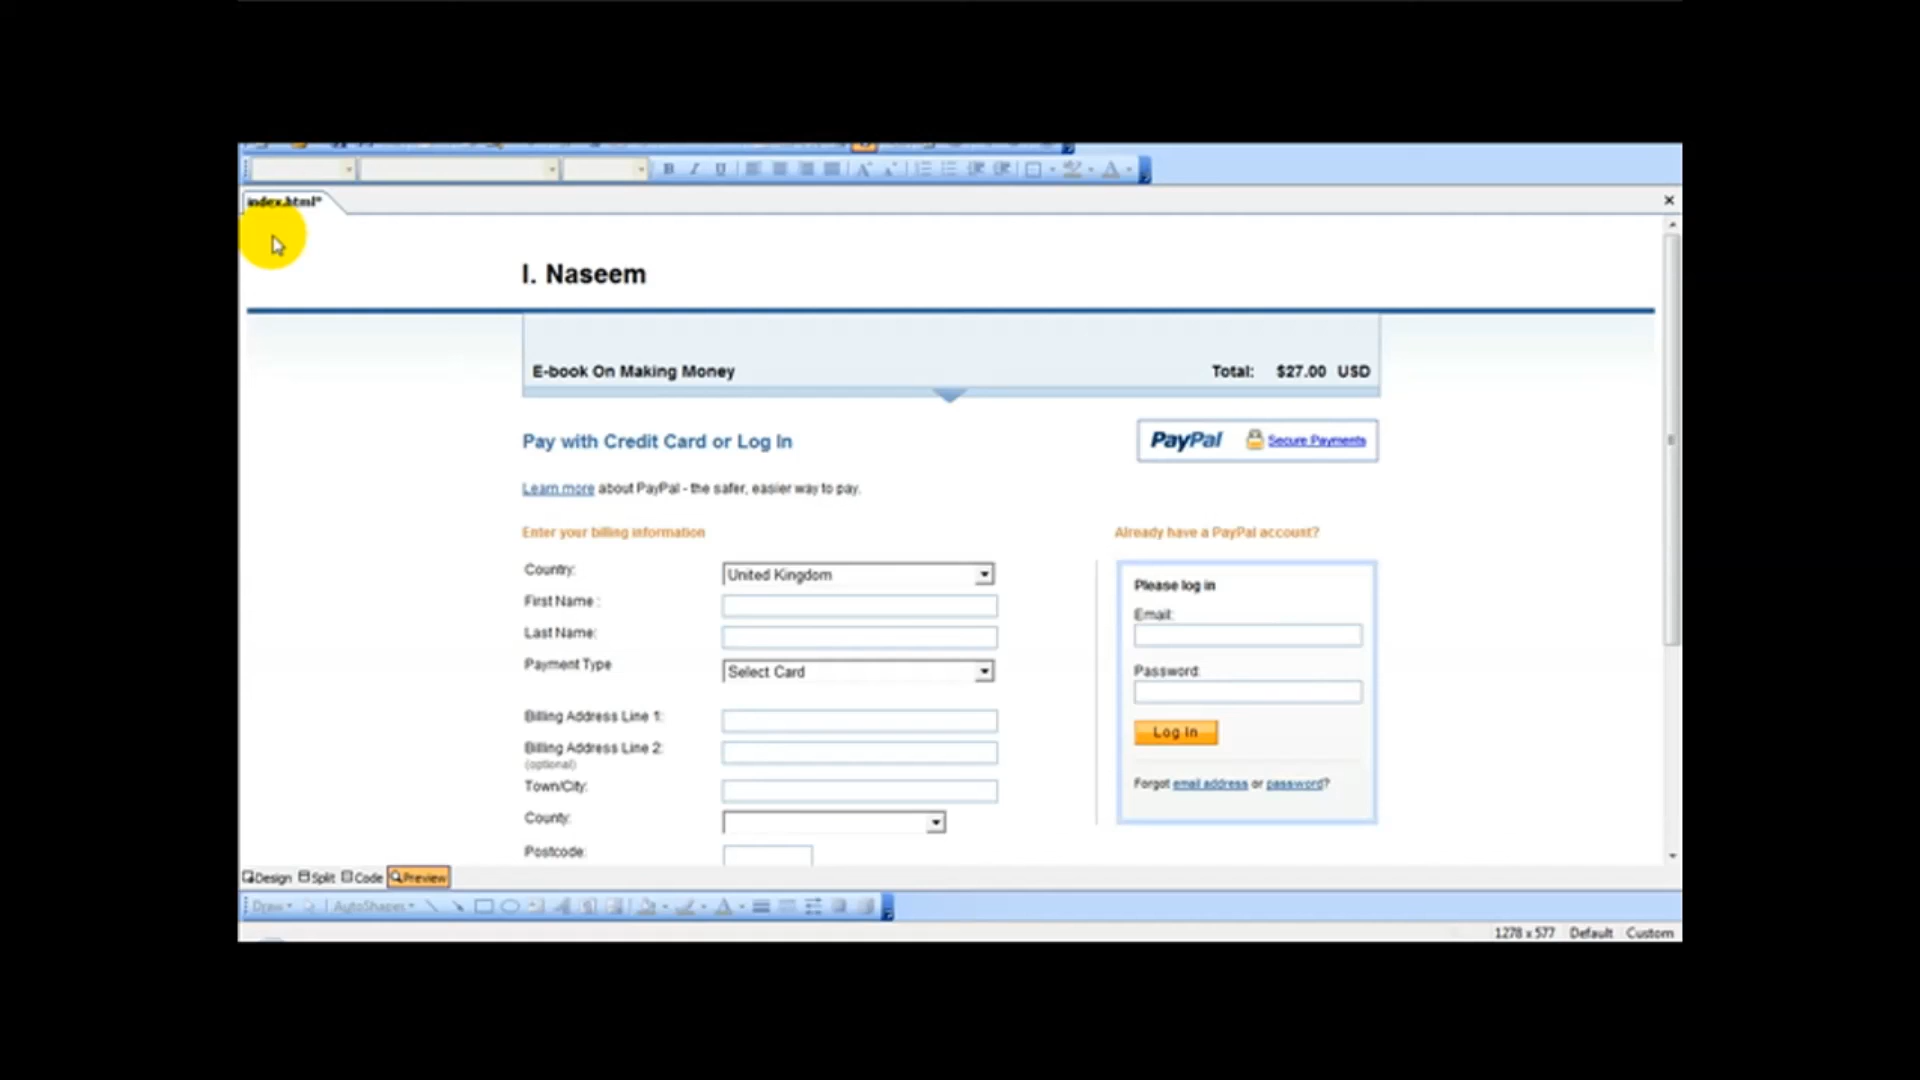 B I U A A A
index.html*
I. Naseem
E-book On Making Money Total: $27.00 USD
Pay with Credit Card or Log In
PayPal Secure Payments
Learn more about PayPal - the safer, easier way to pay.
Enter your billing information
Already have a PayPal account?
Country: United Kingdom
First Name :
Last Name:
Payment Type Select Card
Billing Address Line 1:
Billing Address Line 2:
(optional)
Town/City:
County:
Postcode:
Please log in
Email:
Password:
Log In
Forgot email address or password?
Design Split Code Preview
Draw AutoShapes A
1278 x 577 Default Custom